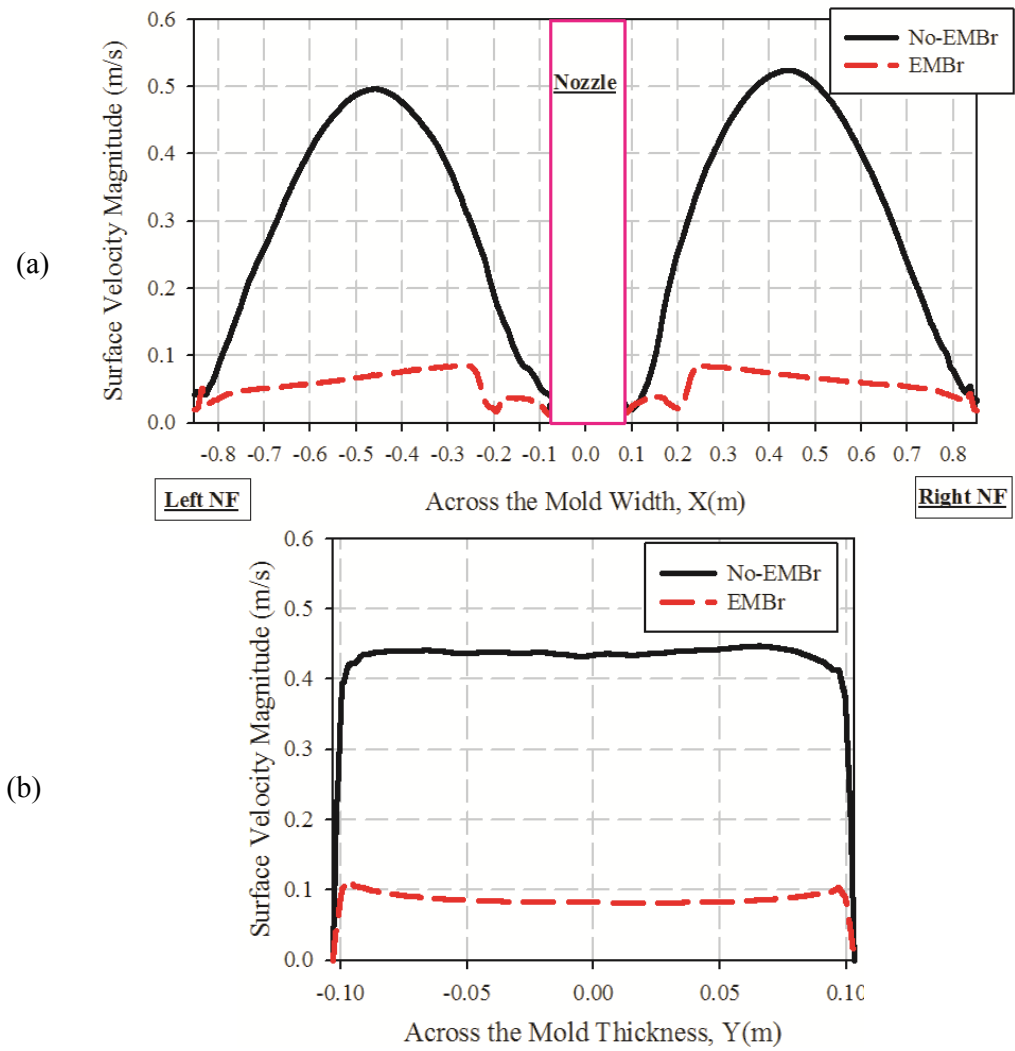 (a)
Surface Velocity Magnitude (m/s)
0.6
0.5
0.4
0.3
0.2
0.1
0.0
No-EMBr
EMBr
Nozzle
-0.8 -0.7 -0.6 -0.5 -0.4 -0.3 -0.2 -0.1 0.0 0.1 0.2 0.3 0.4 0.5 0.6 0.7 0.8
Left NF
Across the Mold Width, X(m)
Right NF
(b)
Surface Velocity Magnitude (m/s)
0.6
0.5
0.4
0.3
0.2
0.1
0.0
No-EMBr
EMBr
-0.10 -0.05 0.00 0.05 0.10
Across the Mold Thickness, Y(m)